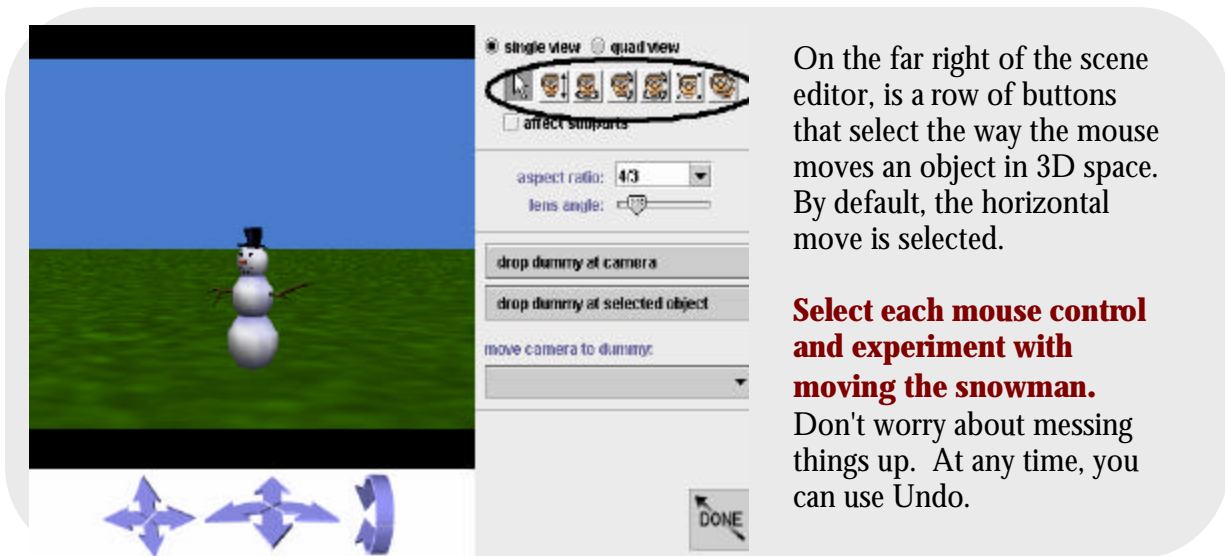 single view quad view
affect subparts
aspect ratio: 4/3
lens angle:
drop dummy at camera
drop dummy at selected object
move camera to dummy:
DONE
On the far right of the scene
editor, is a row of buttons
that select the way the mouse
moves an object in 3D space.
By default, the horizontal
move is selected.
Select each mouse control
and experiment with
moving the snowman.
Don't worry about messing
things up. At any time, you
can use Undo.